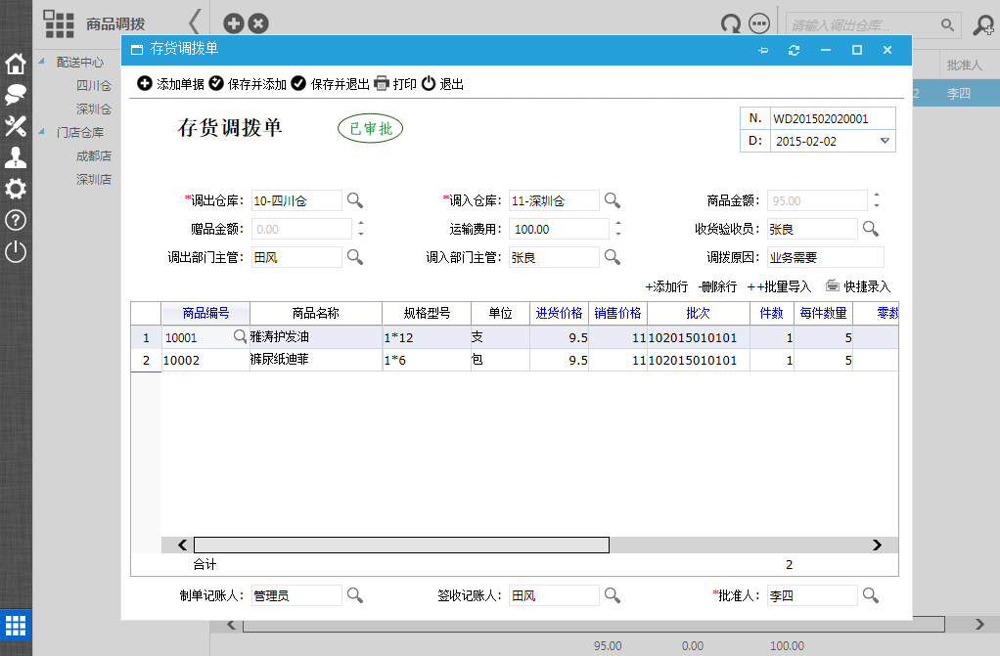 商品调拨
请输入调出仓库...
配送中心
四川仓
深圳仓
门店仓库
成都店
深圳店
批准人
2 李四
存货调拨单
添加单据 保存并添加 保存并退出 打印 退出
存货调拨单 已审批
N. WD201502020001
D: 2015-02-02
*调出仓库: 10-四川仓 *调入仓库: 11-深圳仓 商品金额: 95.00
赠品金额: 0.00 运输费用: 100.00 收货验收员: 张良
调出部门主管: 田风 调入部门主管: 张良 调拨原因: 业务需要
+添加行 -删除行 ++批量导入 快捷录入
商品编号 商品名称 规格型号 单位 进货价格 销售价格 批次 件数 每件数量 零数
1 10001 雅涛护发油 1*12 支 9.5 11 102015010101 1 5
2 10002 裤尿纸迪菲 1*6 包 9.5 11 102015010101 1 5
合计 2
制单记账人: 管理员 签收记账人: 田风 *批准人: 李四
95.00 0.00 100.00